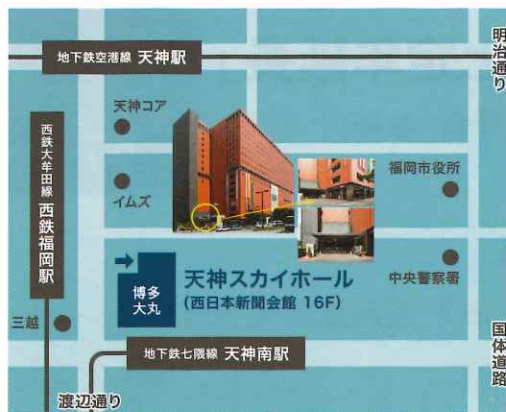 明治通り
地下鉄空港線 天神駅
天神コア
西鉄大牟田線 西鉄福岡駅
イムズ
福岡市役所
博多
大丸
天神スカイホール
(西日本新聞会館 16F)
中央警察署
三越
地下鉄七隈線 天神南駅
国体道路
渡辺通り